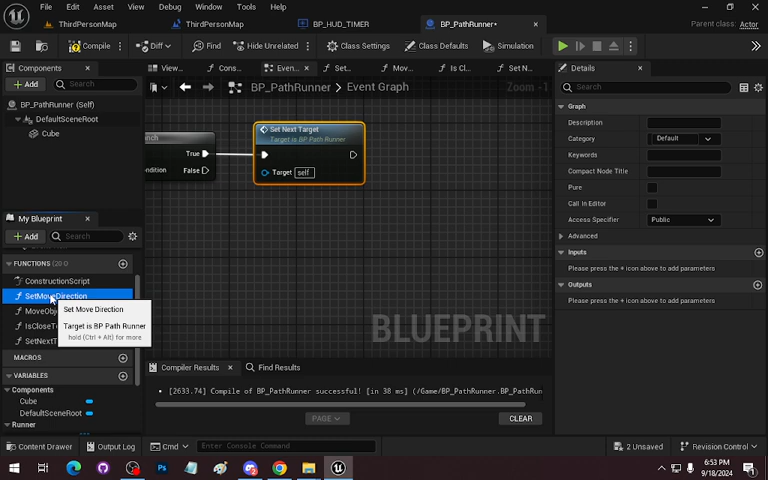 File Edit Asset View Debug Window Tools Help
ThirdPersonMap ThirdPersonMap BP_HUD_TIMER BP_PathRunner• Parent class: Actor
Compile Diff Find Hide Unrelated Class Settings Class Defaults Simulation
Components View... Cons... Even... Set... Mov... Is Cl... Set N... Details
+ Add Search BP_PathRunner > Event Graph Zoom -1 Search
BP_PathRunner (Self) Graph
DefaultSceneRoot Description
Cube Category Default
Set Next Target
Target is BP Path Runner
Keywords
True Compact Node Title
False Target self Pure
Call In Editor
My Blueprint Access Specifier Public
+ Add Search Advanced
Inputs
FUNCTIONS Please press the + icon above to add parameters
ConstructionScript Outputs
SetMoveDirection Please press the + icon above to add parameters
Set Move Direction
Target is BP Path Runner
hold (Ctrl + Alt) for more
BLUEPRINT
MACROS
Compiler Results Find Results
VARIABLES
Components [2633.74] Compile of BP_PathRunner successful! [in 38 ms] (/Game/BP_PathRunner.BP_PathRun
Cube
DefaultSceneRoot PAGE CLEAR
Runner
Content Drawer Output Log Cmd Enter Console Command 2 Unsaved Revision Control
6:53 PM
9/18/2024